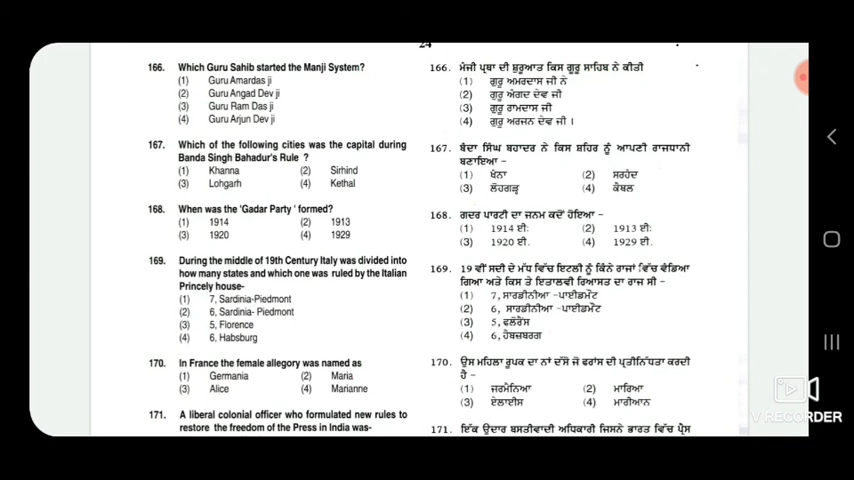 24
166. Which Guru Sahib started the Manji System?
(1) Guru Amardas ji
(2) Guru Angad Dev ji
(3) Guru Ram Das ji
(4) Guru Arjun Dev ji
167. Which of the following cities was the capital during
Banda Singh Bahadur's Rule ?
(1) Khanna (2) Sirhind
(3) Lohgarh (4) Kethal
168. When was the 'Gadar Party' formed?
(1) 1914 (2) 1913
(3) 1920 (4) 1929
169. During the middle of 19th Century Italy was divided into
how many states and which one was ruled by the Italian
Princely house-
(1) 7, Sardinia-Piedmont
(2) 6, Sardinia- Piedmont
(3) 5, Florence
(4) 6, Habsburg
170. In France the female allegory was named as
(1) Germania (2) Maria
(3) Alice (4) Marianne
171. A liberal colonial officer who formulated new rules to
restore the freedom of the Press in India was-
166. ਮੰਜੀ ਪ੍ਰਥਾ ਦੀ ਸ਼ੁਰੂਆਤ ਕਿਸ ਗੁਰੂ ਸਾਹਿਬ ਨੇ ਕੀਤੀ
(1) ਗੁਰੂ ਅਮਰਦਾਸ ਜੀ ਨੇ
(2) ਗੁਰੂ ਅੰਗਦ ਦੇਵ ਜੀ
(3) ਗੁਰੂ ਰਾਮਦਾਸ ਜੀ
(4) ਗੁਰੂ ਅਰਜਨ ਦੇਵ ਜੀ ।
167. ਬੰਦਾ ਸਿੰਘ ਬਹਾਦਰ ਨੇ ਕਿਸ ਸ਼ਹਿਰ ਨੂੰ ਆਪਣੀ ਰਾਜਧਾਨੀ
ਬਣਾਇਆ -
(1) ਖੰਨਾ (2) ਸਰਹੰਦ
(3) ਲੋਹਗੜ੍ਹ (4) ਕੈਥਲ
168. ਗਦਰ ਪਾਰਟੀ ਦਾ ਜਨਮ ਕਦੋਂ ਹੋਇਆ -
(1) 1914 ਈ: (2) 1913 ਈ:
(3) 1920 ਈ. (4) 1929 ਈ.
169. 19 ਵੀਂ ਸਦੀ ਦੇ ਮੱਧ ਵਿੱਚ ਇਟਲੀ ਨੂੰ ਕਿੰਨੇ ਰਾਜਾਂ ਵਿੱਚ ਵੰਡਿਆ
ਗਿਆ ਅਤੇ ਕਿਸ ਤੇ ਇਤਾਲਵੀ ਰਿਆਸਤ ਦਾ ਰਾਜ ਸੀ -
(1) 7, ਸਾਰਡੀਨੀਆ -ਪਾਈਡਮੌਂਟ
(2) 6, ਸਾਰਡੀਨੀਆ -ਪਾਈਡਮੌਂਟ
(3) 5, ਫਲੋਰੈਂਸ
(4) 6, ਹੈਬਜ਼ਬਰਗ
170. ਉਸ ਮਹਿਲਾ ਰੂਪਕ ਦਾ ਨਾਂ ਦੱਸੋ ਜੋ ਫਰਾਂਸ ਦੀ ਪ੍ਰਤੀਨਿੱਧਤਾ ਕਰਦੀ
ਹੈ -
(1) ਜਰਮੈਨਿਆ (2) ਮਾਰਿਆ
(3) ਏਲਾਈਸ (4) ਮਾਰੀਆਨ
171. ਇੱਕ ਉਦਾਰ ਬਸਤੀਵਾਦੀ ਅਧਿਕਾਰੀ ਜਿਸਨੇ ਭਾਰਤ ਵਿੱਚ ਪ੍ਰੈਸ
V RECORDER